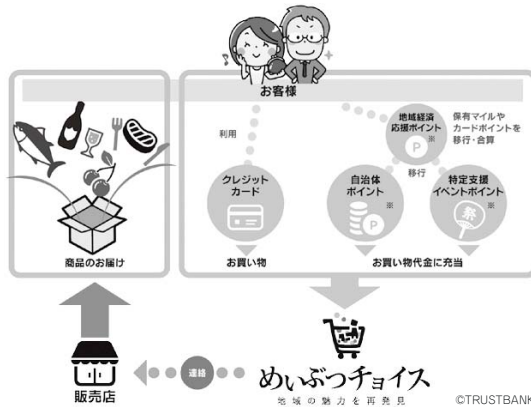 お客様
地域経済
応援ポイント
P
※
保有マイルや
カードポイントを
移行・合算
利用
移行
クレジット
カード
自治体
ポイント
※
P
特定支援
イベントポイント
※
祭
商品のお届け
お買い物
お買い物代金に充当
販売店
連絡
めいぶつチョイス
地域の魅力を再発見
©TRUSTBANK